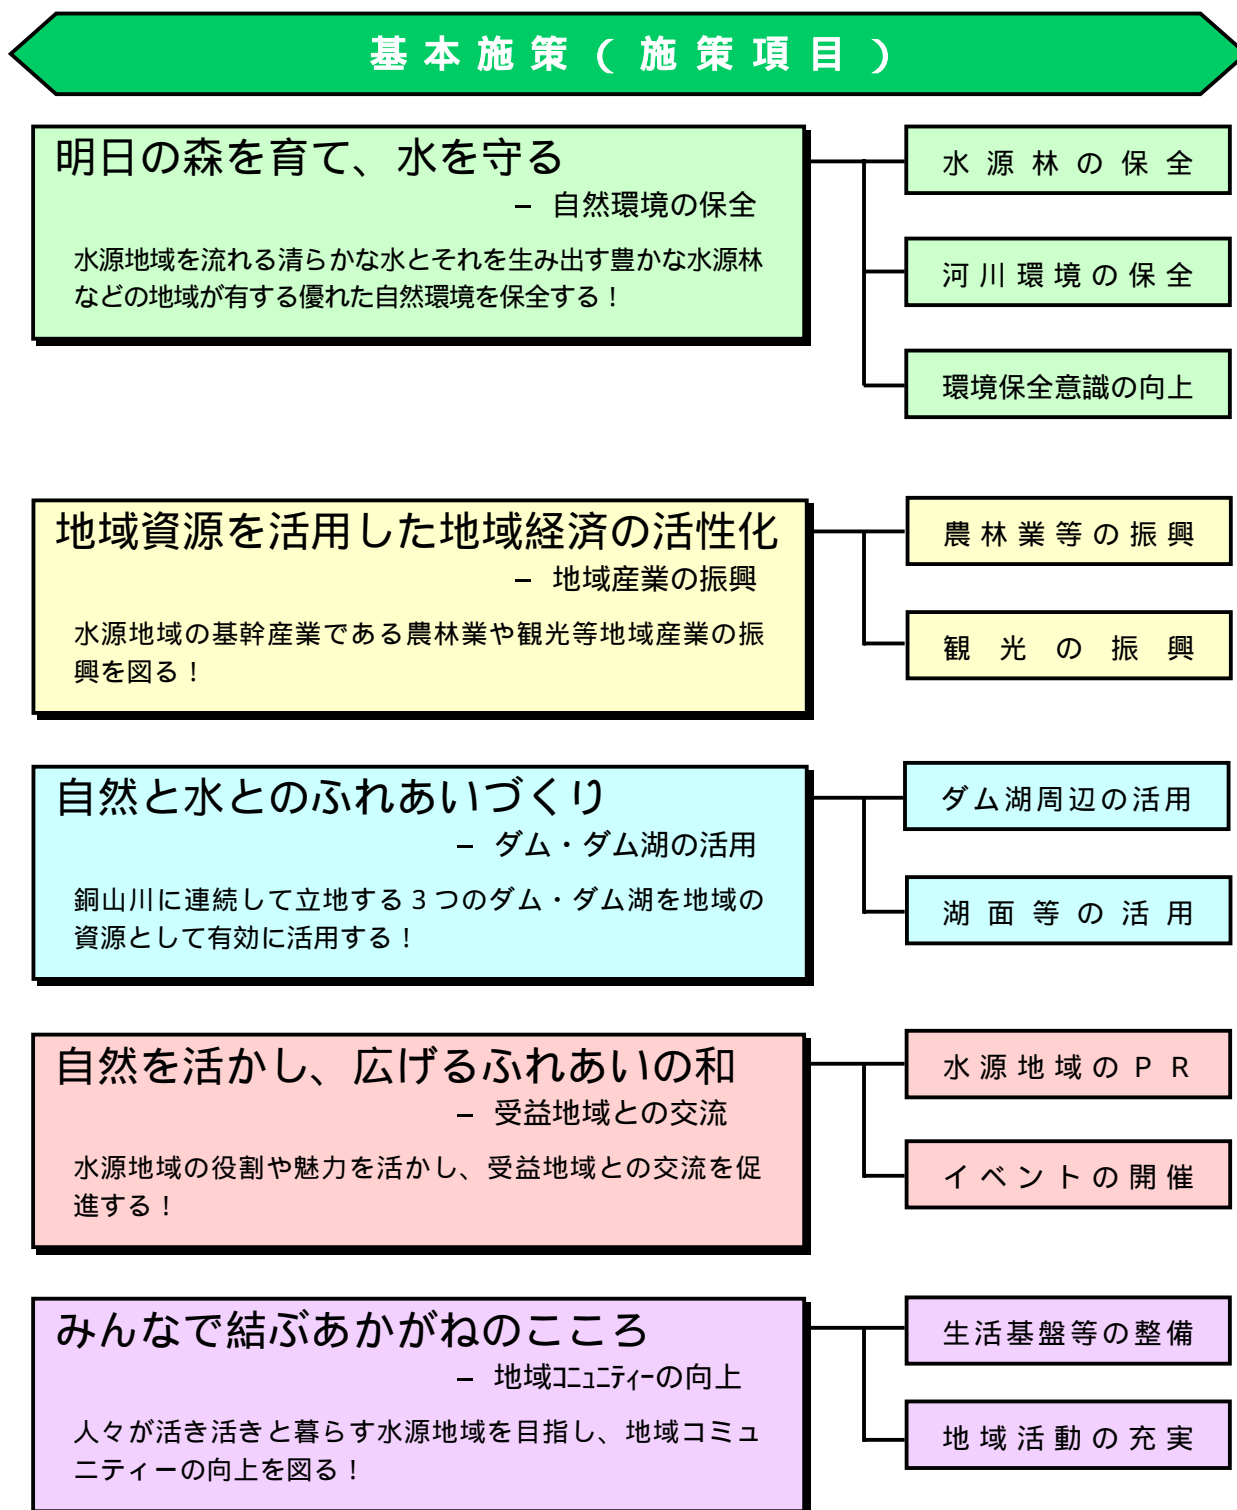 基本施策(施策項目)
明日の森を育て、水を守る
− 自然環境の保全
水源地域を流れる清らかな水とそれを生み出す豊かな水源林
などの地域が有する優れた自然環境を保全する!
水源林の保全
河川環境の保全
環境保全意識の向上
地域資源を活用した地域経済の活性化
− 地域産業の振興
水源地域の基幹産業である農林業や観光等地域産業の振
興を図る!
農林業等の振興
観光の振興
自然と水とのふれあいづくり
− ダム・ダム湖の活用
銅山川に連続して立地する3つのダム・ダム湖を地域の
資源として有効に活用する!
ダム湖周辺の活用
湖面等の活用
自然を活かし、広げるふれあいの和
− 受益地域との交流
水源地域の役割や魅力を活かし、受益地域との交流を促
進する!
水源地域のPR
イベントの開催
みんなで結ぶあかがねのこころ
− 地域ｺﾆｭﾆﾃｨｰの向上
人々が活き活きと暮らす水源地域を目指し、地域コミュ
ニティーの向上を図る!
生活基盤等の整備
地域活動の充実